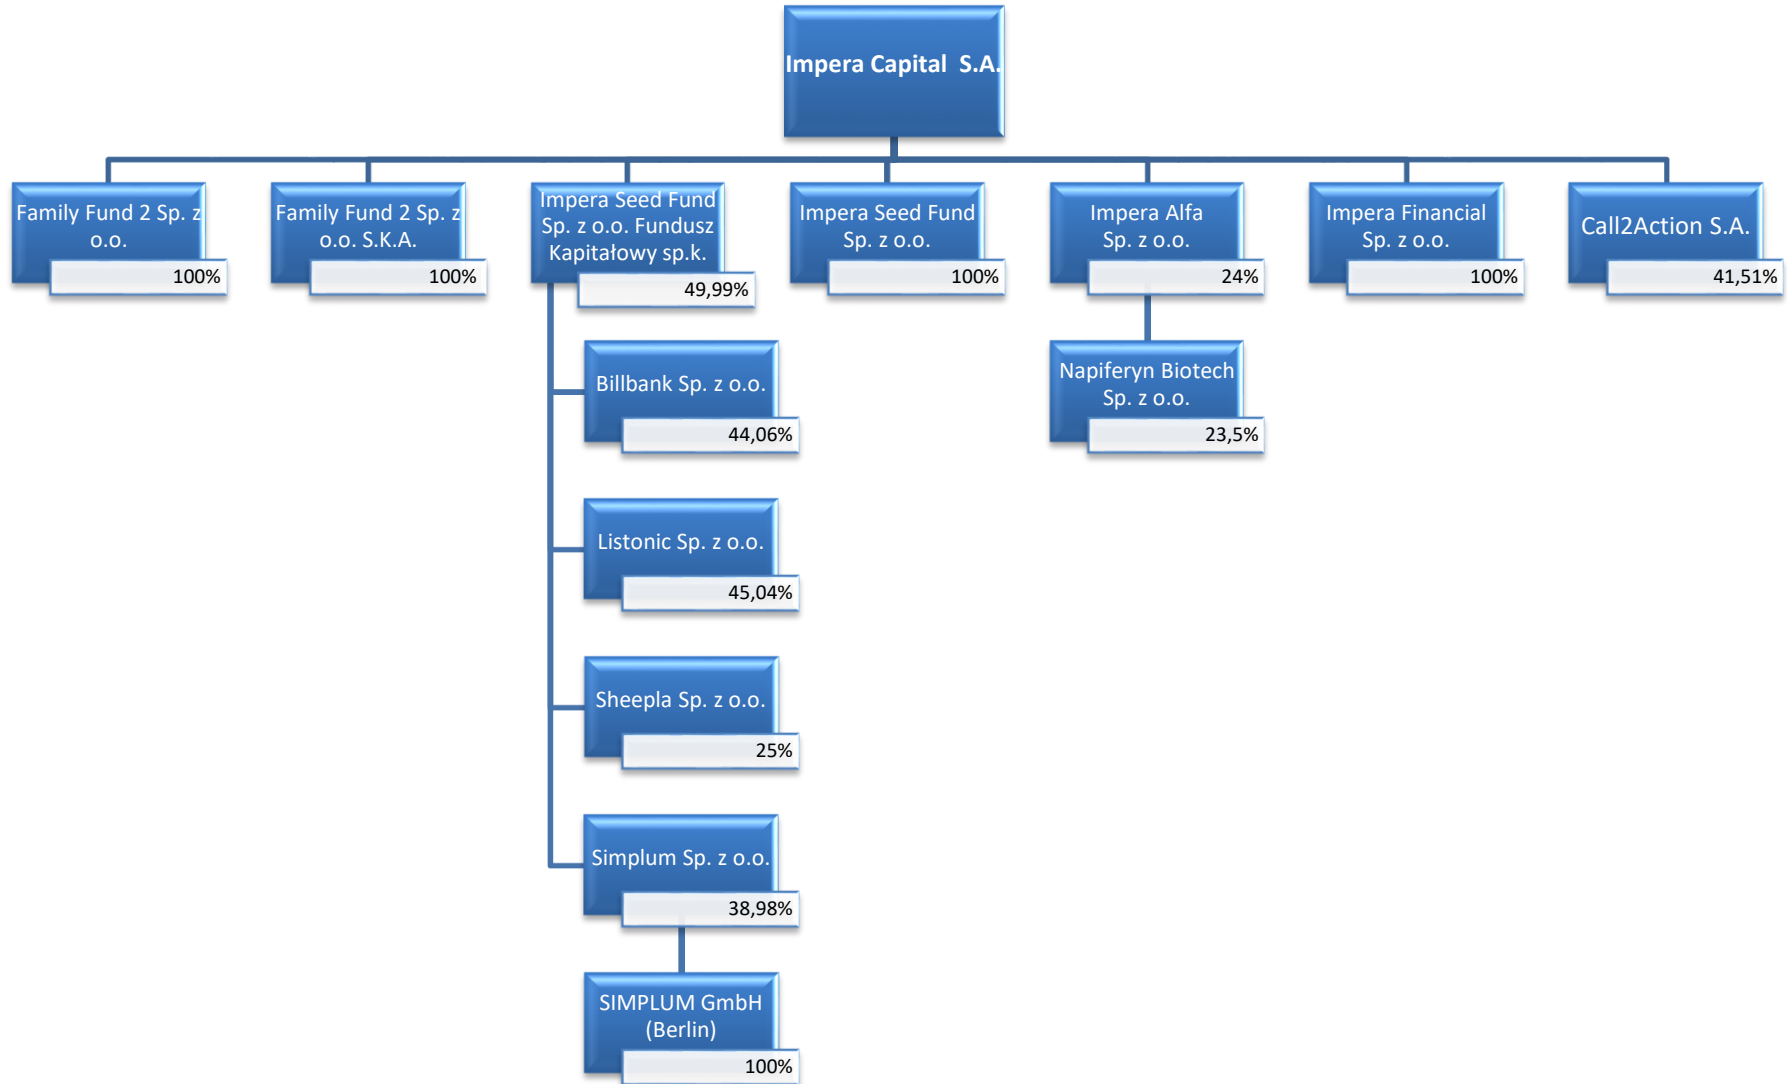 Impera Capital  S.A.
Family Fund 2 Sp. z
o.o.
100%
Family Fund 2 Sp. z
o.o. S.K.A.
100%
Impera Seed Fund
Sp. z o.o. Fundusz
Kapitałowy sp.k.
49,99%
Impera Seed Fund
Sp. z o.o.
100%
Impera Alfa
Sp. z o.o.
24%
Impera Financial
Sp. z o.o.
100%
Call2Action S.A.
41,51%
Billbank Sp. z o.o.
44,06%
Napiferyn Biotech
Sp. z o.o.
23,5%
Listonic Sp. z o.o.
45,04%
Sheepla Sp. z o.o.
25%
Simplum Sp. z o.o.
38,98%
SIMPLUM GmbH
(Berlin)
100%